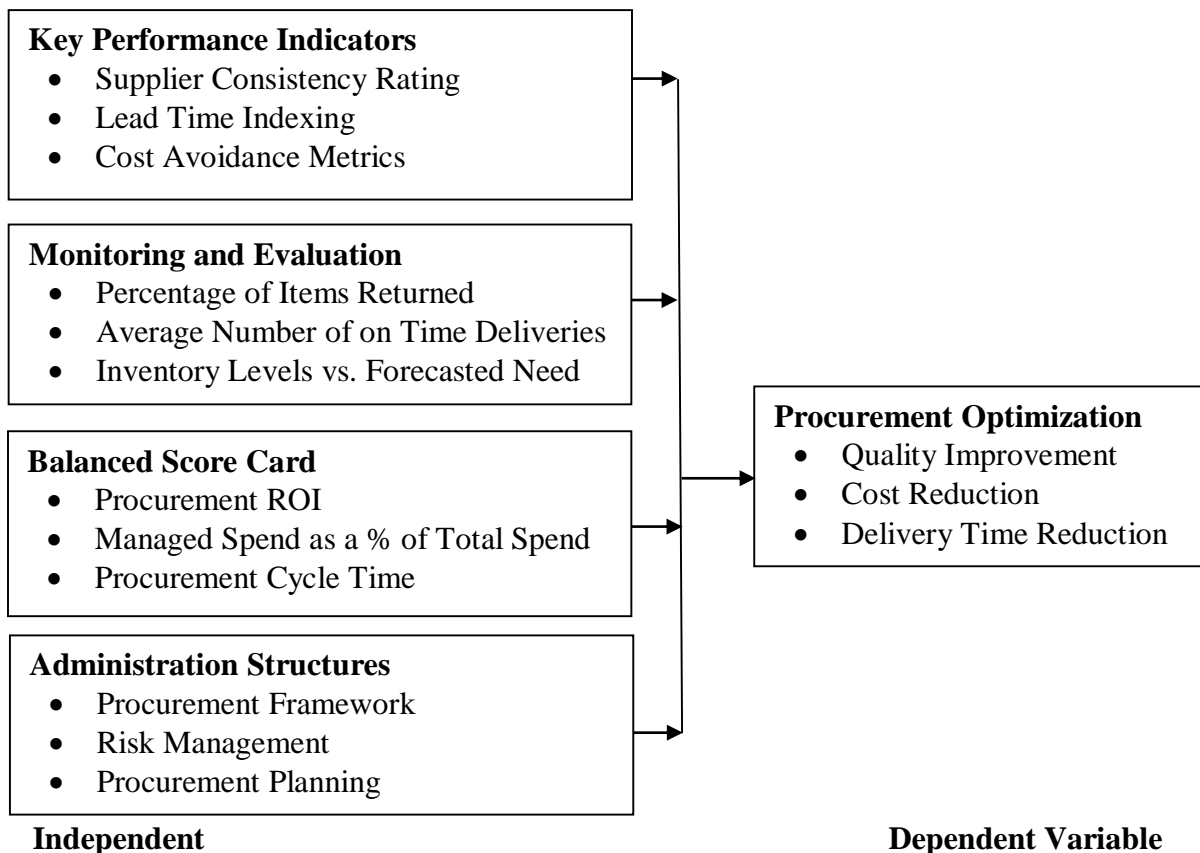 Key Performance Indicators
• Supplier Consistency Rating
• Lead Time Indexing
• Cost Avoidance Metrics
Monitoring and Evaluation
• Percentage of Items Returned
• Average Number of on Time Deliveries
• Inventory Levels vs. Forecasted Need
Balanced Score Card
• Procurement ROI
• Managed Spend as a % of Total Spend
• Procurement Cycle Time
Administration Structures
• Procurement Framework
• Risk Management
• Procurement Planning
Procurement Optimization
• Quality Improvement
• Cost Reduction
• Delivery Time Reduction
Independent
Dependent Variable